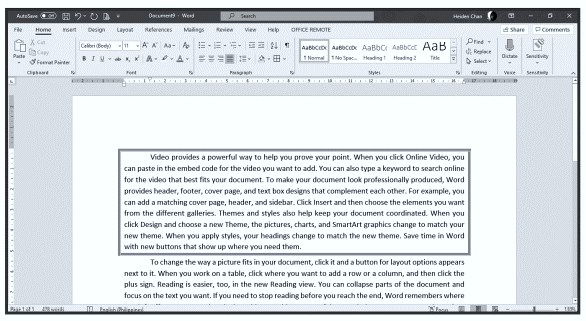 AutoSave Off Document9 - Word Search Heider Chan
File Home Insert Design Layout References Mailings Review View Help OFFICE REMOTE Share Comments
Paste Cut Copy Format Painter
Calibri (Body) 11
AaBbCcDc AaBbCcDc AaBbCc AaBbCcC AaB
¶ Normal ¶ No Spac... Heading 1 Heading 2 Title
Find Replace Select
Dictate Sensitivity
Clipboard Font Paragraph Styles Editing Voice Sensitivity
Video provides a powerful way to help you prove your point. When you click Online Video, you
can paste in the embed code for the video you want to add. You can also type a keyword to search online
for the video that best fits your document. To make your document look professionally produced, Word
provides header, footer, cover page, and text box designs that complement each other. For example, you
can add a matching cover page, header, and sidebar. Click Insert and then choose the elements you want
from the different galleries. Themes and styles also help keep your document coordinated. When you
click Design and choose a new Theme, the pictures, charts, and SmartArt graphics change to match your
new theme. When you apply styles, your headings change to match the new theme. Save time in Word
with new buttons that show up where you need them.
To change the way a picture fits in your document, click it and a button for layout options appears
next to it. When you work on a table, click where you want to add a row or a column, and then click the
plus sign. Reading is easier, too, in the new Reading view. You can collapse parts of the document and
focus on the text you want. If you need to stop reading before you reach the end, Word remembers where
Page 1 of 1 478 words English (Philippines) Focus 130%